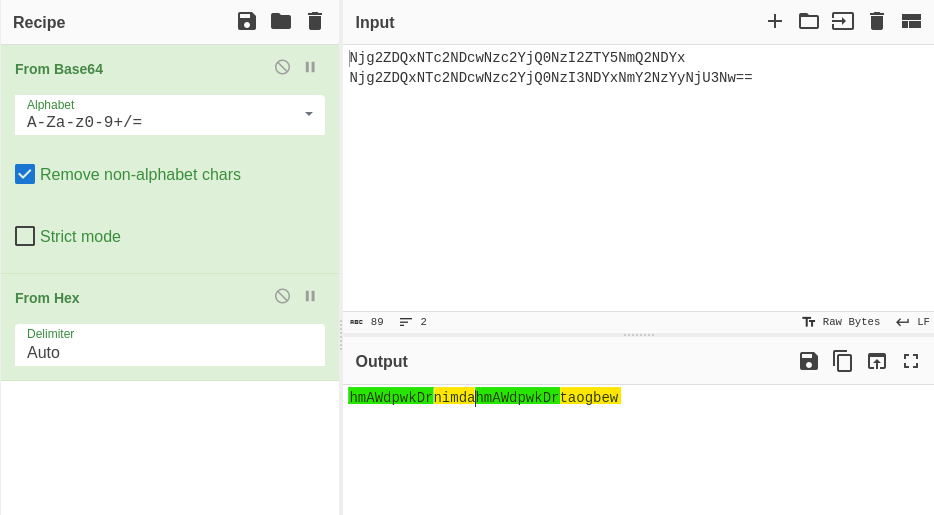 Recipe
From Base64
Alphabet
A-Za-z0-9+/=
Remove non-alphabet chars
Strict mode
From Hex
Delimiter
Auto
Input
Njg2ZDQxNTc2NDcwNzc2YjQ0NzI2ZTY5NmQ2NDYx
Njg2ZDQxNTc2NDcwNzc2YjQ0NzI3NDYxNmY2NzYyNjU3Nw==
ABC 89 2 Raw Bytes LF
Output
hmAWdpwkDrnimdahmAWdpwkDrtaogbew